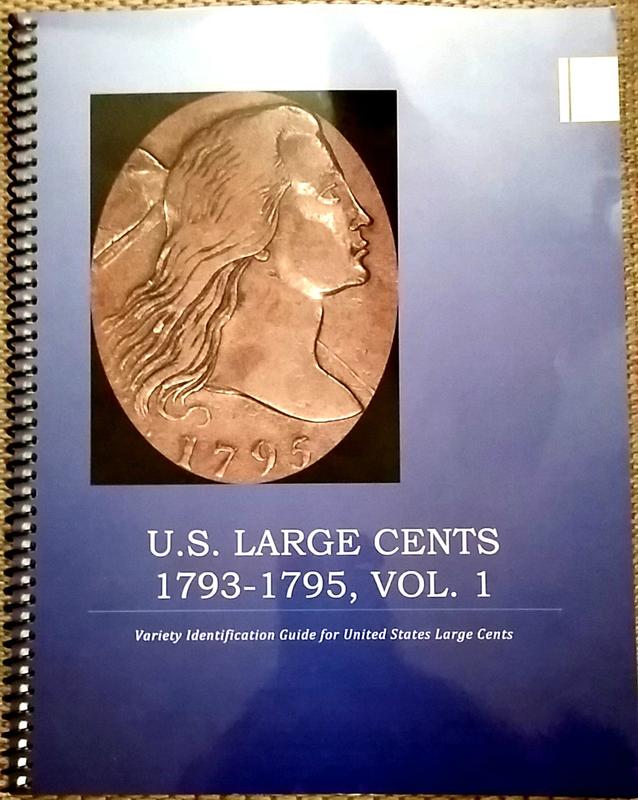 1795
U.S. LARGE CENTS
1793-1795, VOL. 1
Variety Identification Guide for United States Large Cents